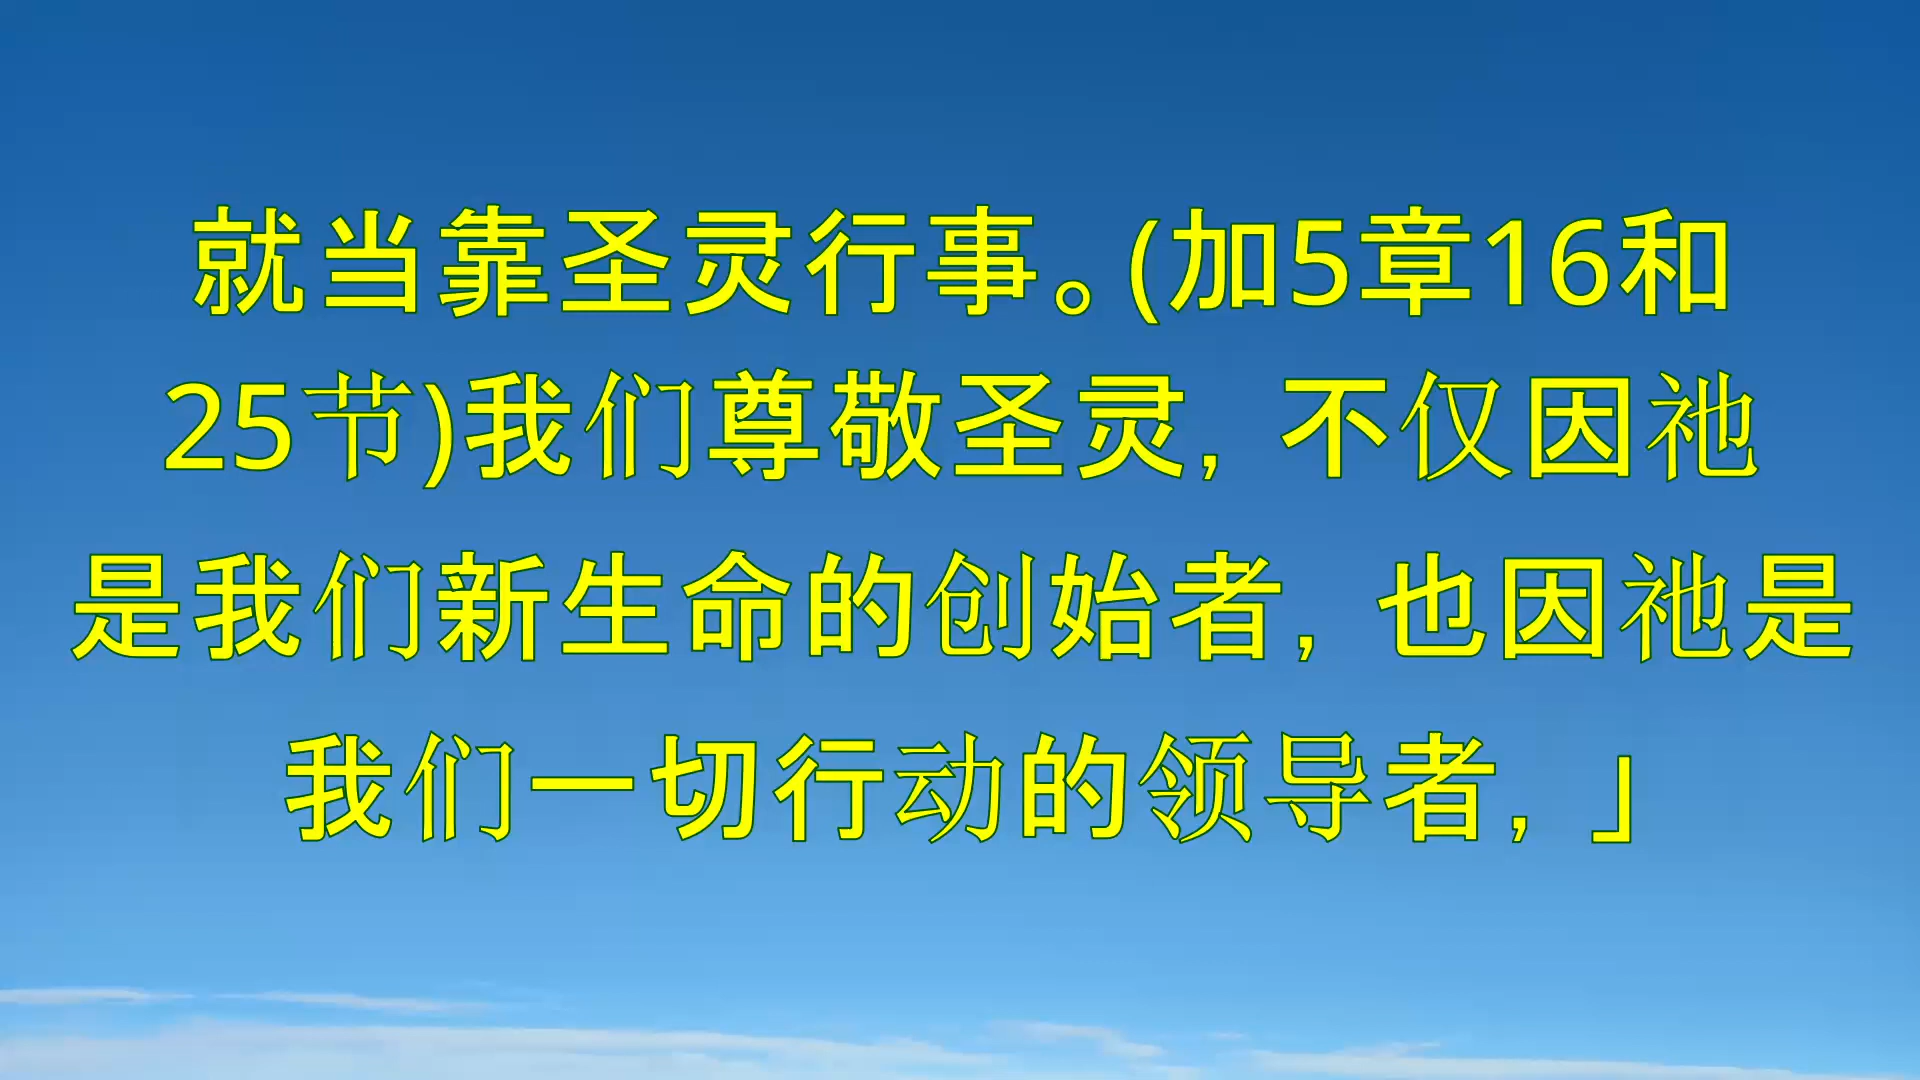 就当靠圣灵行事。(加5章16和
25节)我们尊敬圣灵，不仅因祂
是我们新生命的创始者，也因祂是
我们一切行动的领导者，」